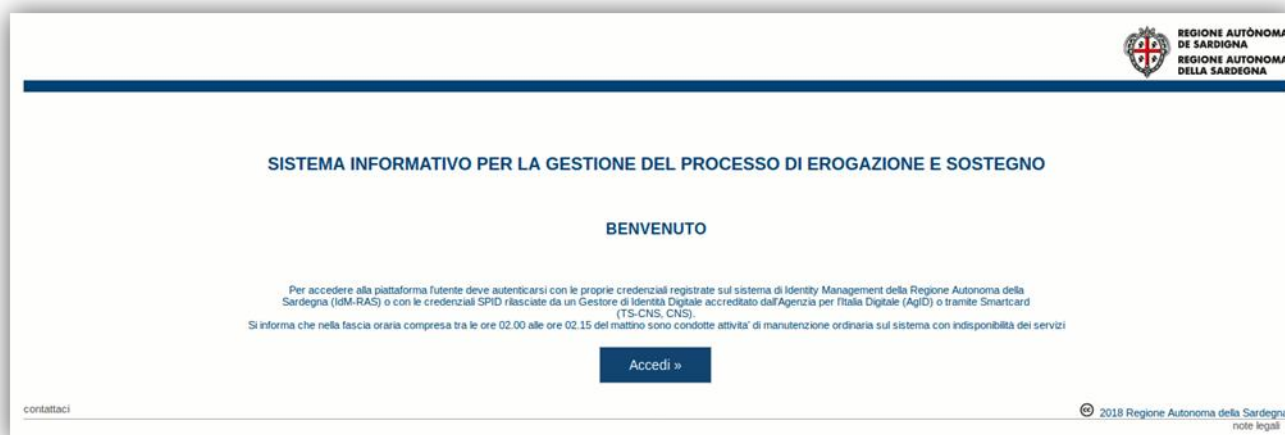 REGIONE AUTÒNOMA
DE SARDIGNA
REGIONE AUTONOMA
DELLA SARDEGNA
SISTEMA INFORMATIVO PER LA GESTIONE DEL PROCESSO DI EROGAZIONE E SOSTEGNO
BENVENUTO
Per accedere alla piattaforma l'utente deve autenticarsi con le proprie credenziali registrate sul sistema di Identity Management della Regione Autonoma della
Sardegna (IdM-RAS) o con le credenziali SPID rilasciate da un Gestore di Identità Digitale accreditato dall'Agenzia per l'Italia Digitale (AgID) o tramite Smartcard
(TS-CNS, CNS).
Si informa che nella fascia oraria compresa tra le ore 02.00 alle ore 02.15 del mattino sono condotte attivita' di manutenzione ordinaria sul sistema con indisponibilità dei servizi
Accedi »
contattaci
cc 2018 Regione Autonoma della Sardegna
note legali